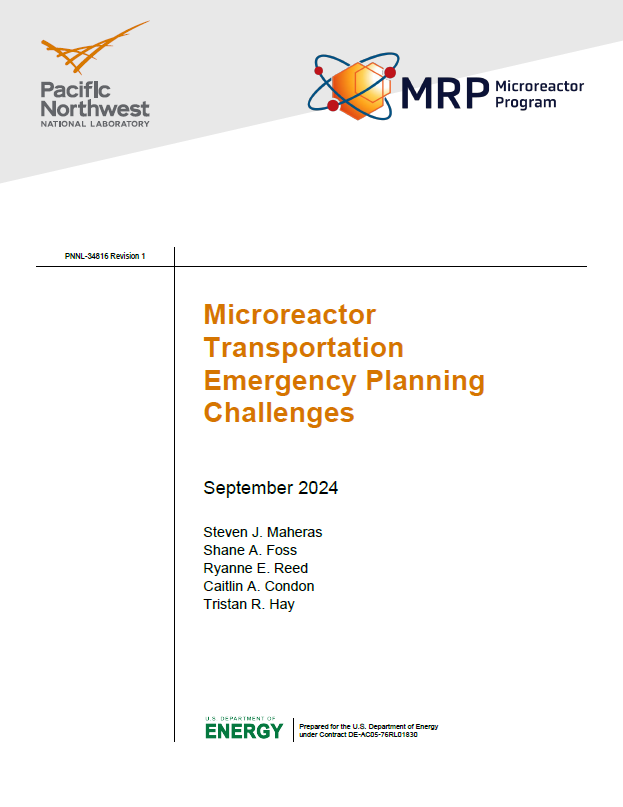 Pacific
Northwest
NATIONAL LABORATORY
MRP Microreactor
Program
PNNL-34816 Revision 1
Microreactor
Transportation
Emergency Planning
Challenges
September 2024
Steven J. Maheras
Shane A. Foss
Ryanne E. Reed
Caitlin A. Condon
Tristan R. Hay
U.S. DEPARTMENT OF
ENERGY
Prepared for the U.S. Department of Energy
under Contract DE-AC05-76RL01830